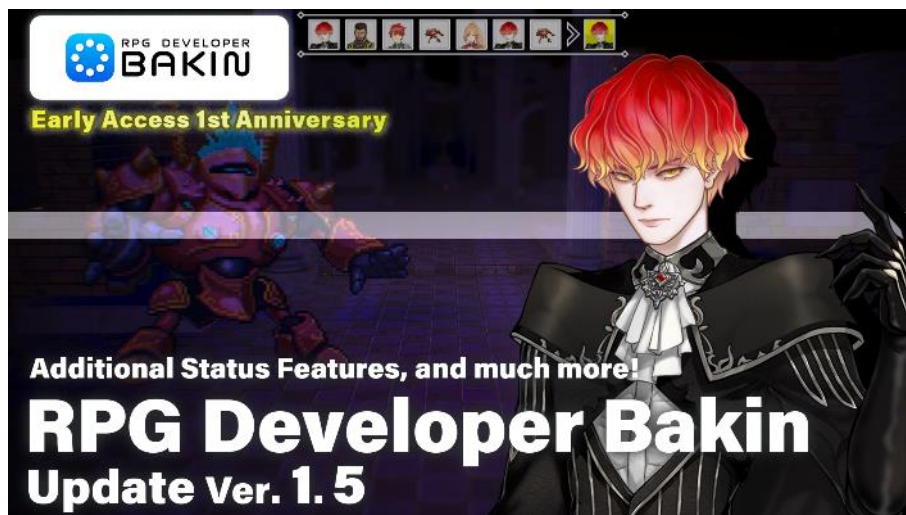 RPG DEVELOPER
BAKIN
Early Access 1st Anniversary
Additional Status Features, and much more!
RPG Developer Bakin
Update Ver. 1. 5